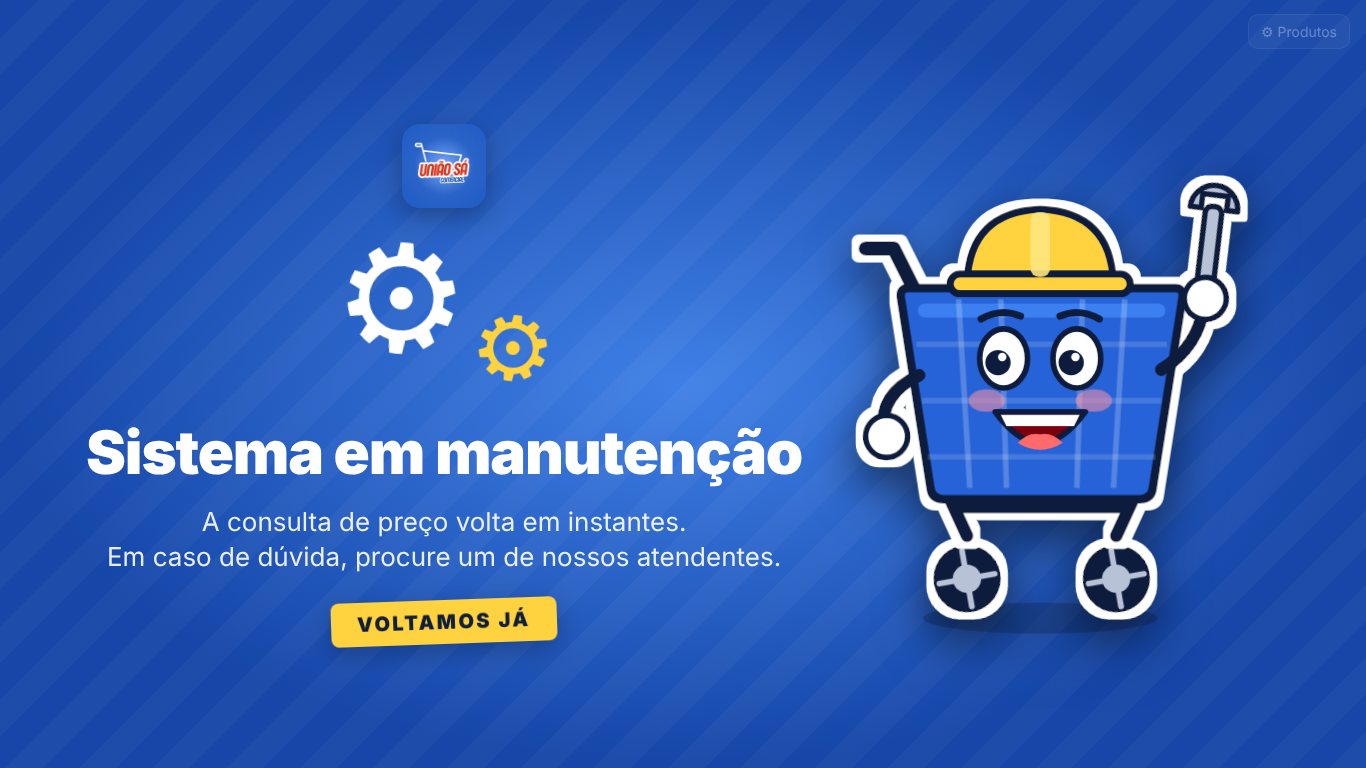 ⚙ Produtos
UNIÃO SÁ
Sistema em manutenção
A consulta de preço volta em instantes.
Em caso de dúvida, procure um de nossos atendentes.
VOLTAMOS JÁ